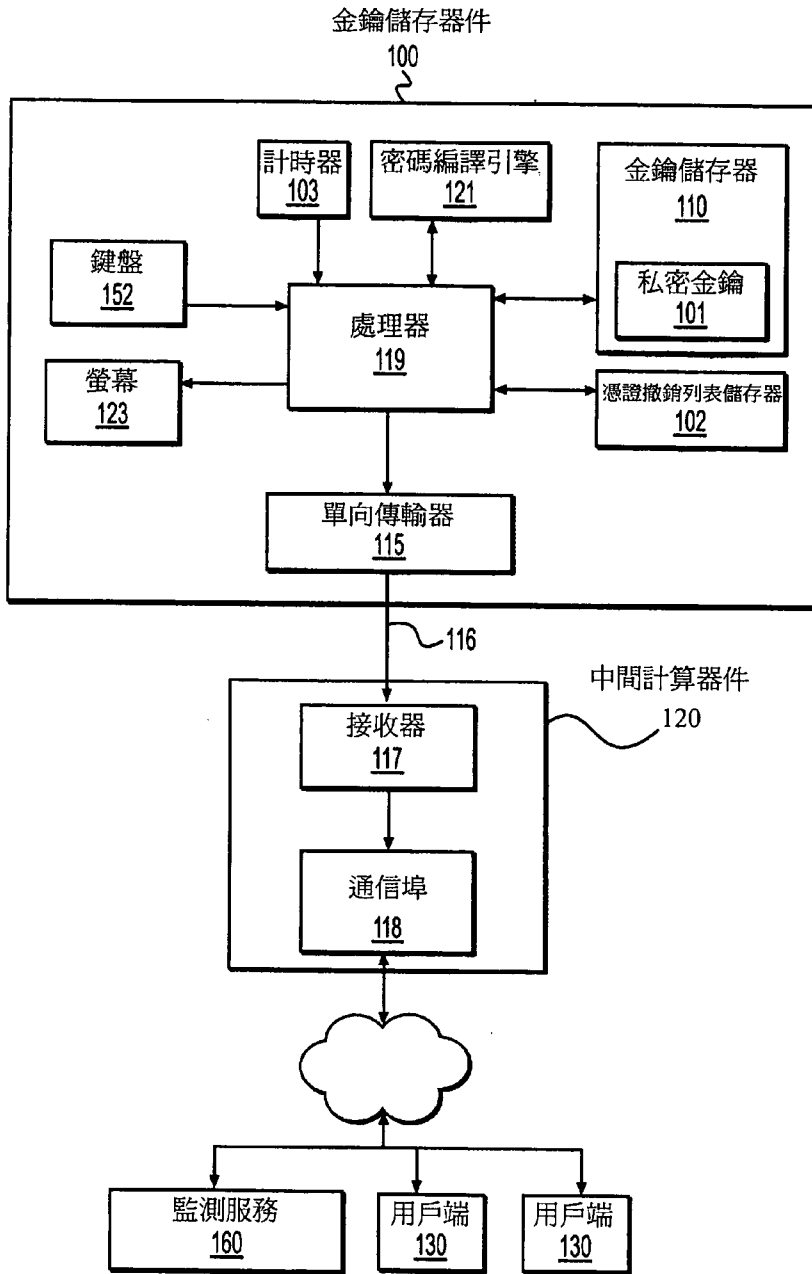 金鑰儲存器件
100
計時器
103
密碼編譯引擎
121
金鑰儲存器
110
私密金鑰
101
鍵盤
152
處理器
119
螢幕
123
憑證撤銷列表儲存器
102
單向傳輸器
115
116
中間計算器件
120
接收器
117
通信埠
118
監測服務
160
用戶端
130
用戶端
130